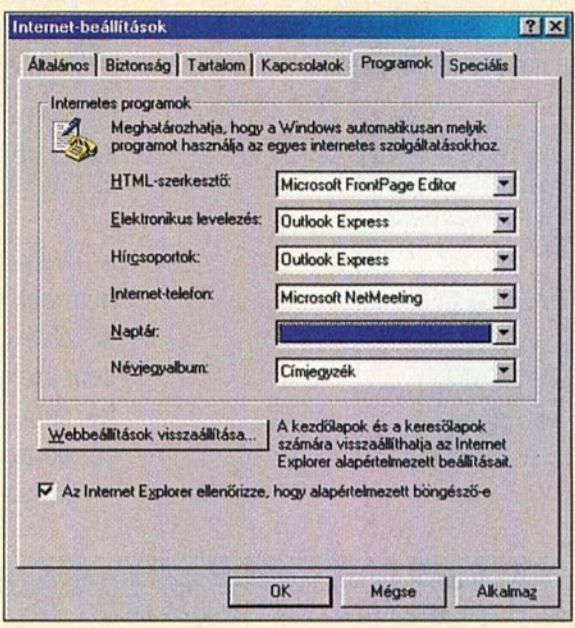 Internet-beállítások
Általános Biztonság Tartalom Kapcsolatok Programok Speciális
Internetes programok
Meghatározhatja, hogy a Windows automatikusan melyik
programot használja az egyes internetes szolgáltatásokhoz.
HTML-szerkesztő: Microsoft FrontPage Editor
Elektronikus levelezés: Outlook Express
Hírcsoportok: Outlook Express
Internet-telefon: Microsoft NetMeeting
Naptár:
Névjegyalbum: Címjegyzék
Webbeállítások visszaállítása...
A kezdőlapok és a keresőlapok
számára visszaállíthatja az Internet
Explorer alapértelmezett beállításait.
Az Internet Explorer ellenőrizze, hogy alapértelmezett böngésző-e
OK Mégse Alkalmaz